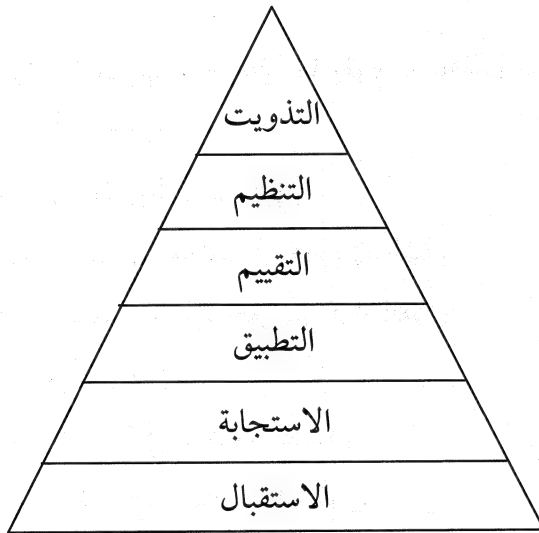 التذويت
التنظيم
التقييم
التطبيق
الاستجابة
الاستقبال